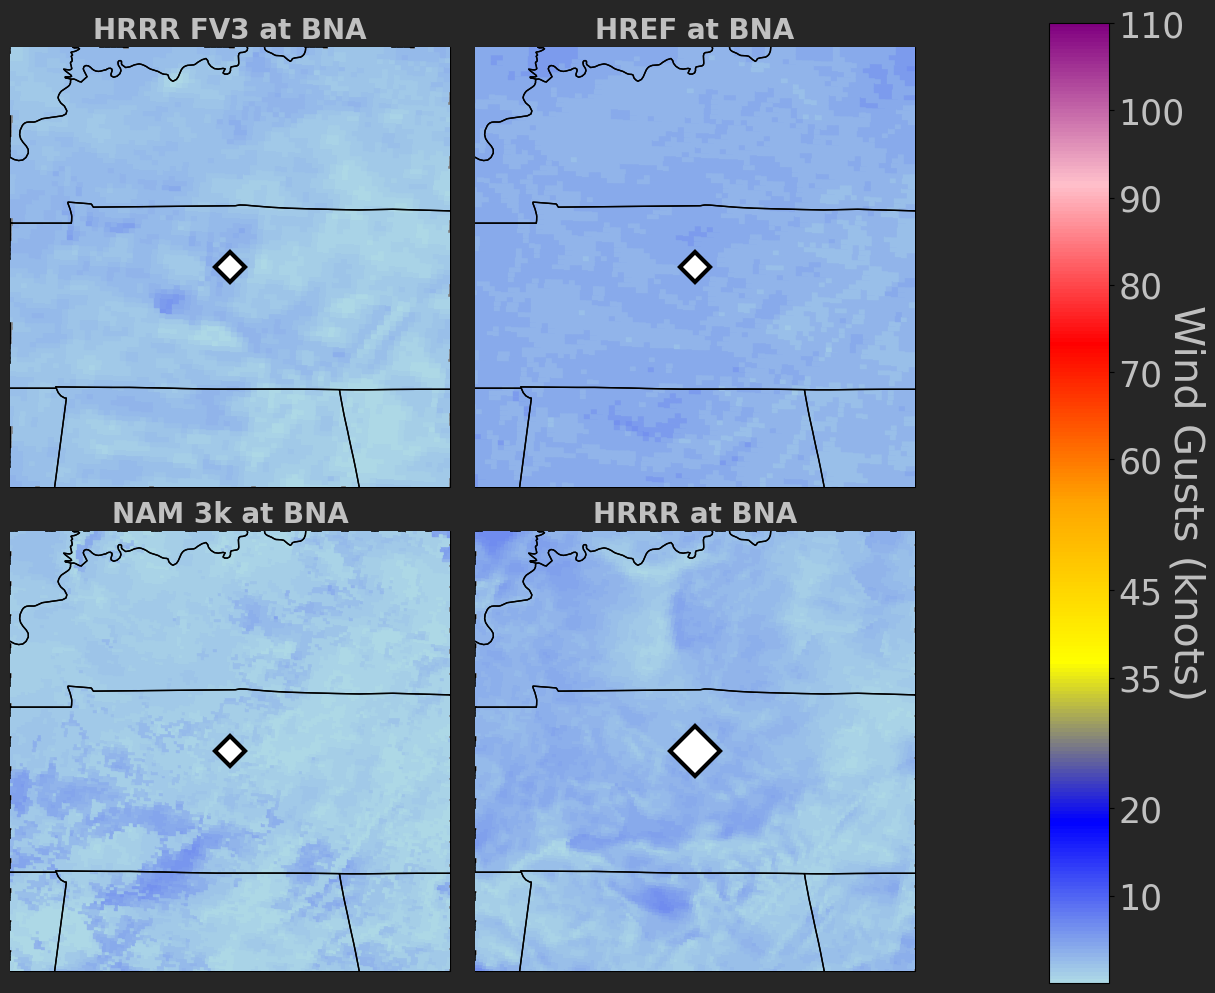 HRRR FV3 at BNA
HREF at BNA
NAM 3k at BNA
HRRR at BNA
110
100
90
80
70
60
45
35
20
10
Wind Gusts (knots)